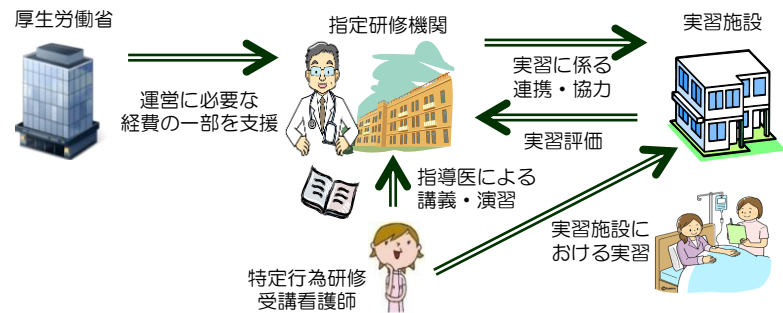 厚生労働省
指定研修機関
実習施設
運営に必要な
経費の一部を支援
実習に係る
連携・協力
実習評価
指導医による
講義・演習
実習施設に
おける実習
特定行為研修
受講看護師